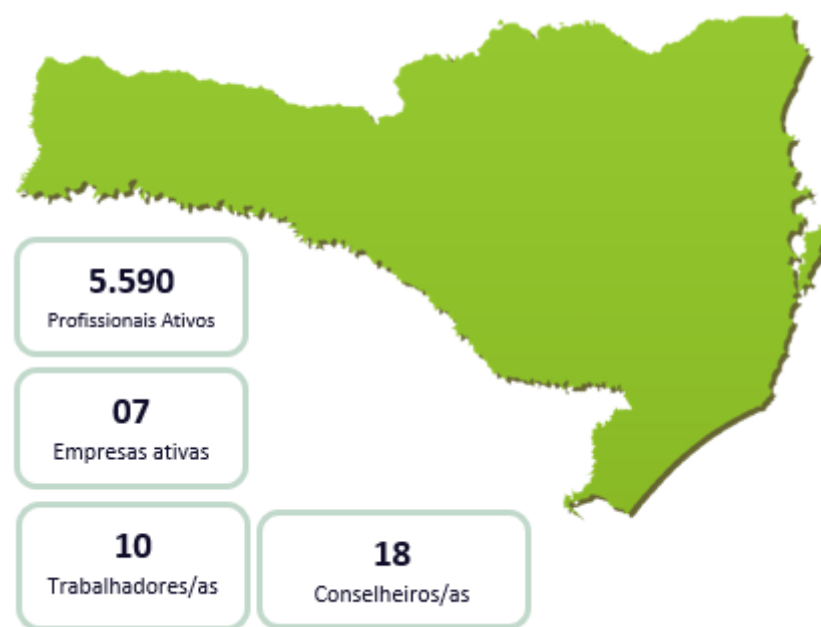 5.590
Profissionais Ativos
07
Empresas ativas
10
Trabalhadores/as
18
Conselheiros/as